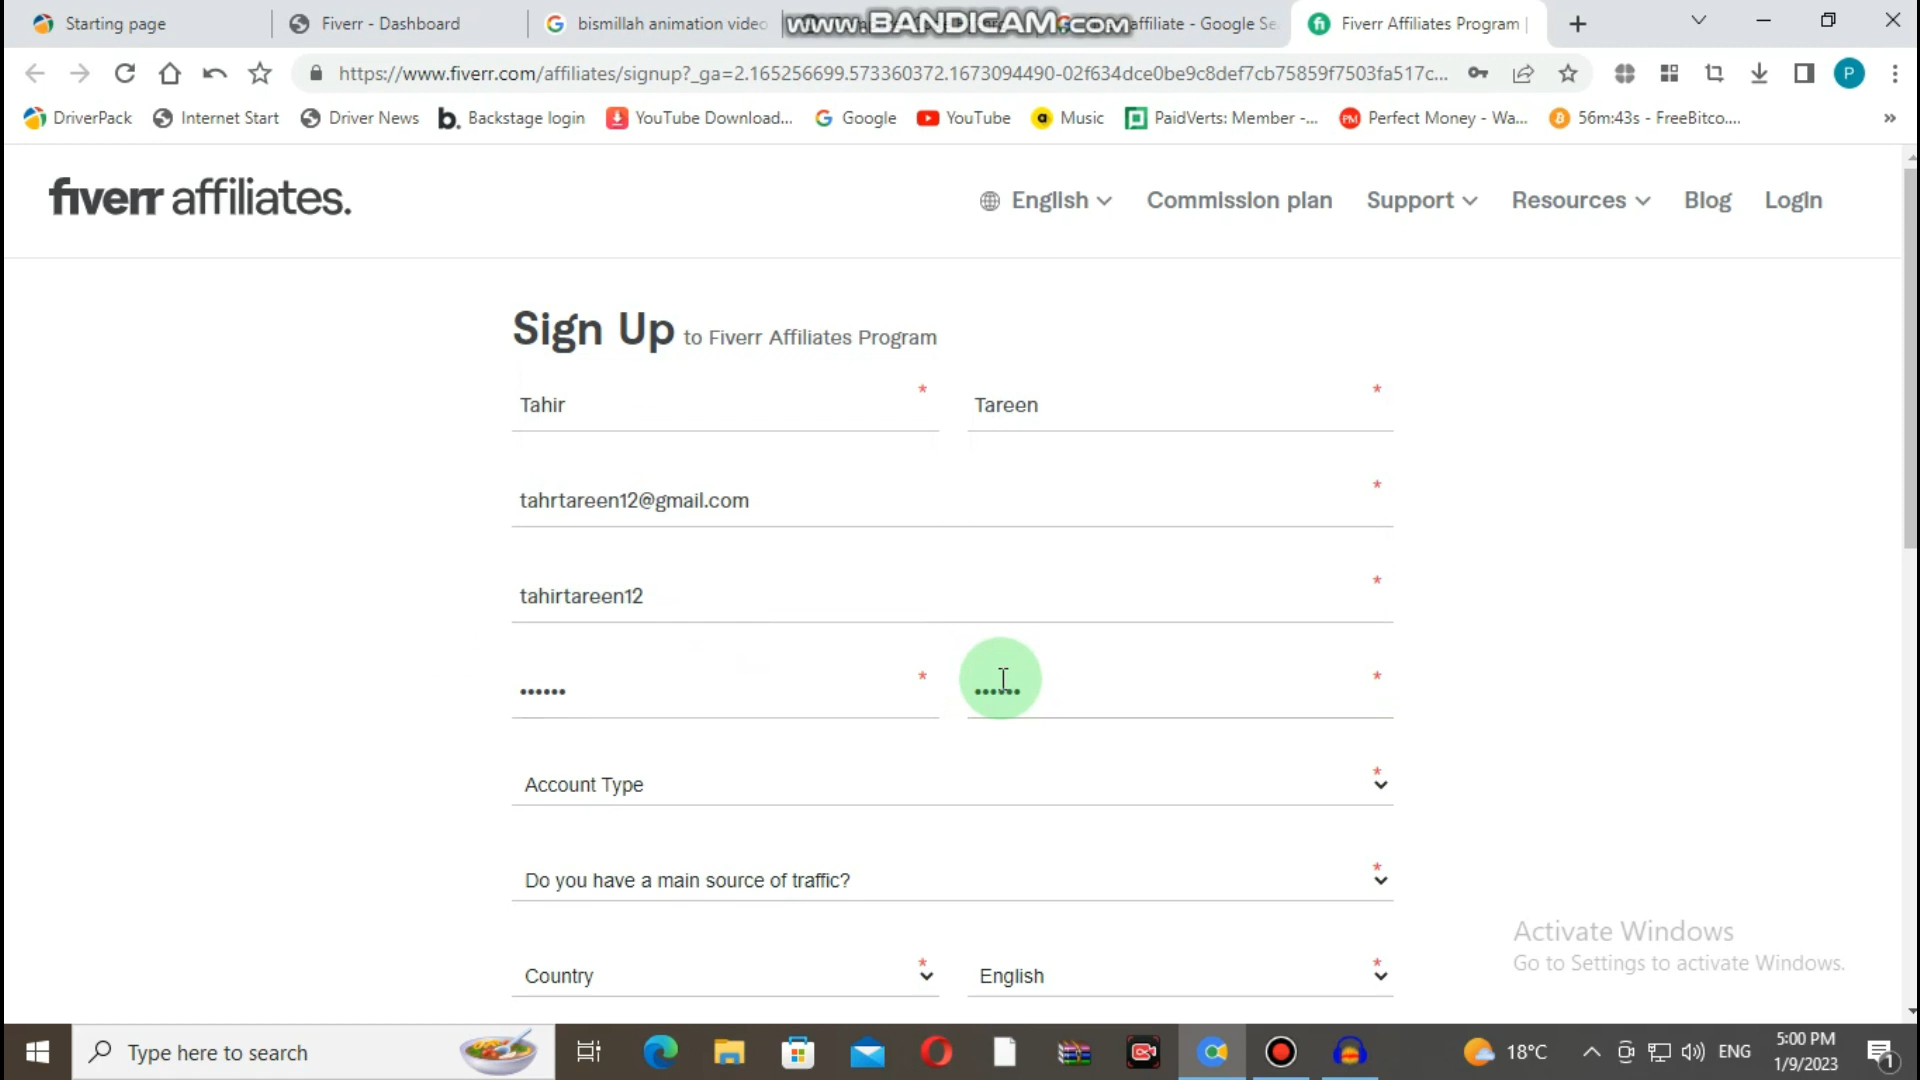 Starting page
Fiverr - Dashboard
bismillah animation video
www.BANDICAM.com
affiliate - Google Se
Fiverr Affiliates Program |
https://www.fiverr.com/affiliates/signup?_ga=2.165256699.573360372.1673094490-02f634dce0be9c8def7cb75859f7503fa517c...
P
DriverPack
Internet Start
Driver News
b.
Backstage login
YouTube Download...
Google
YouTube
Music
PaidVerts: Member -...
PM
Perfect Money - Wa...
56m:43s - FreeBitco....
»
fiverr affiliates.
English
Commission plan
Support
Resources
Blog
Login
Sign Up to Fiverr Affiliates Program
Tahir *
Tareen *
tahrtareen12@gmail.com *
tahirtareen12 *
•••••• *
•••••• *
Account Type *
Do you have a main source of traffic? *
Country *
English *
Activate Windows
Go to Settings to activate Windows.
Type here to search
18°C
ENG
5:00 PM
1/9/2023
1